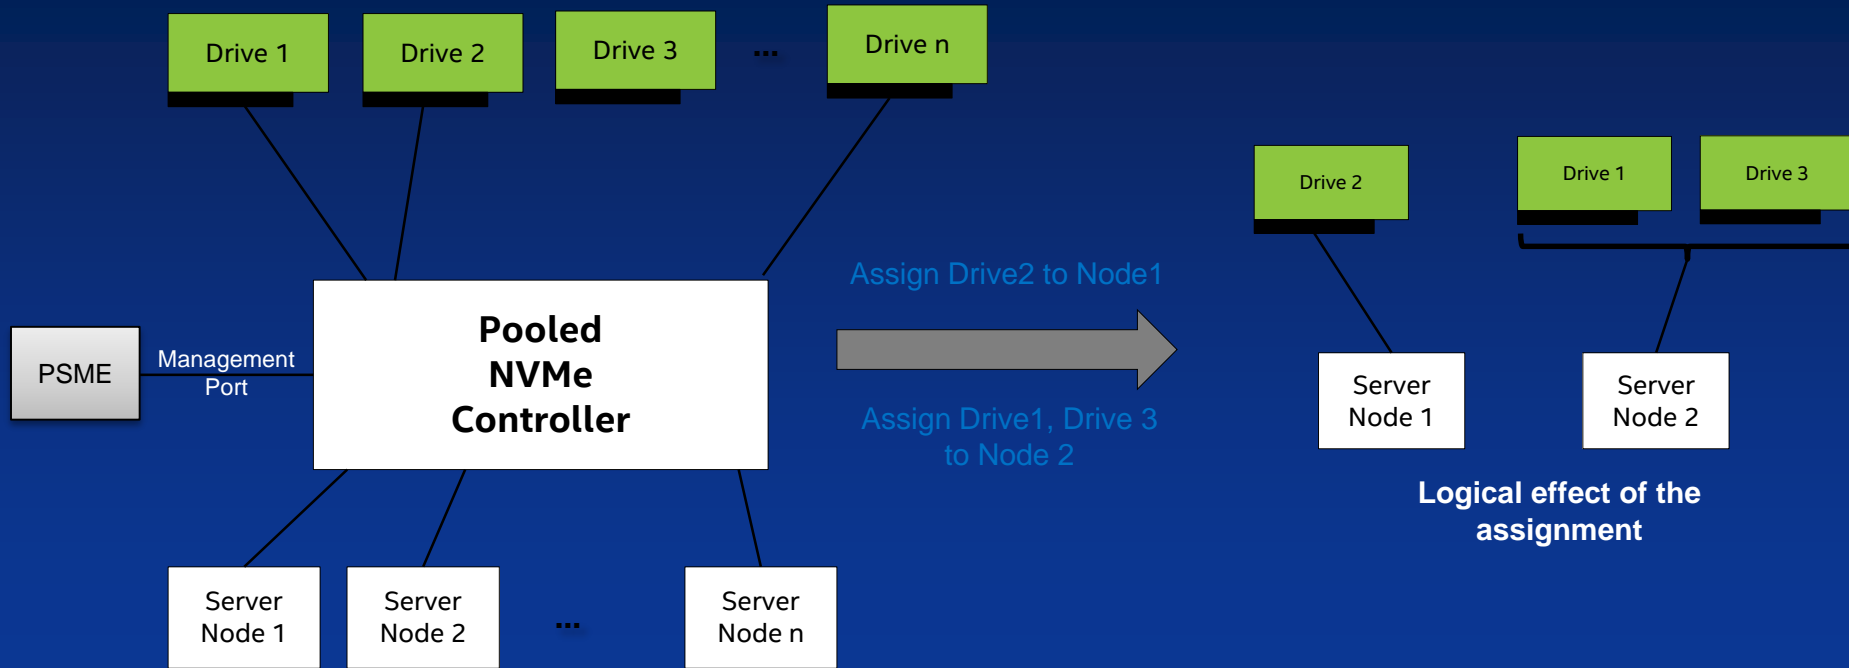 Drive 1
Drive 2
Drive 3
...
Drive n
Pooled
NVMe
Controller
PSME
Management
Port
Server
Node 1
Server
Node 2
...
Server
Node n
Assign Drive2 to Node1
Assign Drive1, Drive 3
to Node 2
Drive 2
Drive 1
Drive 3
Server
Node 1
Server
Node 2
Logical effect of the
assignment